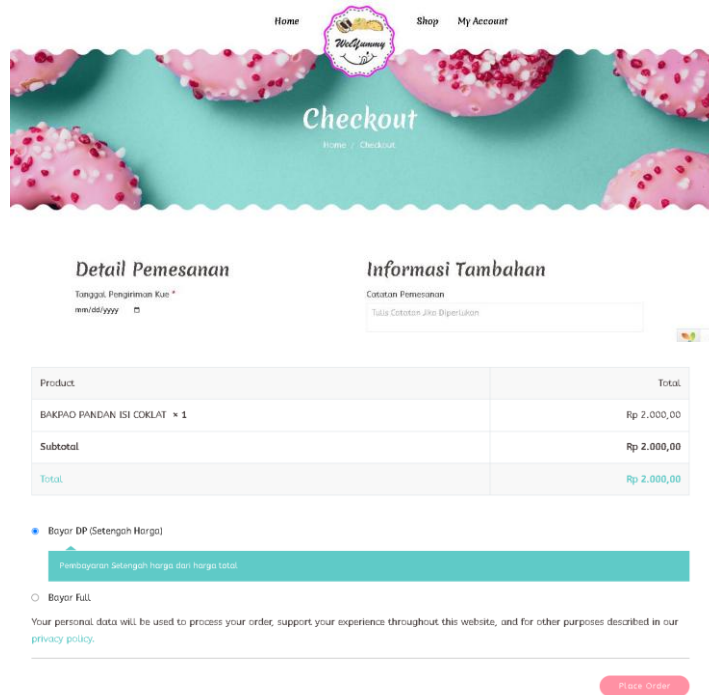 Home
WelYummy
Shop
My Account
Checkout
Home / Checkout
Detail Pemesanan
Informasi Tambahan
Tanggal Pengiriman Kue *
Catatan Pemesanan
mm/dd/yyyy
Tulis Catatan Jika Diperlukan
Product Total
BAKPAO PANDAN ISI COKLAT × 1 Rp 2.000,00
Subtotal Rp 2.000,00
Total Rp 2.000,00
Bayar DP (Setengah Harga)
Pembayaran Setengah harga dari harga total
Bayar Full
Your personal data will be used to process your order, support your experience throughout this website, and for other purposes described in our
privacy policy.
Place Order